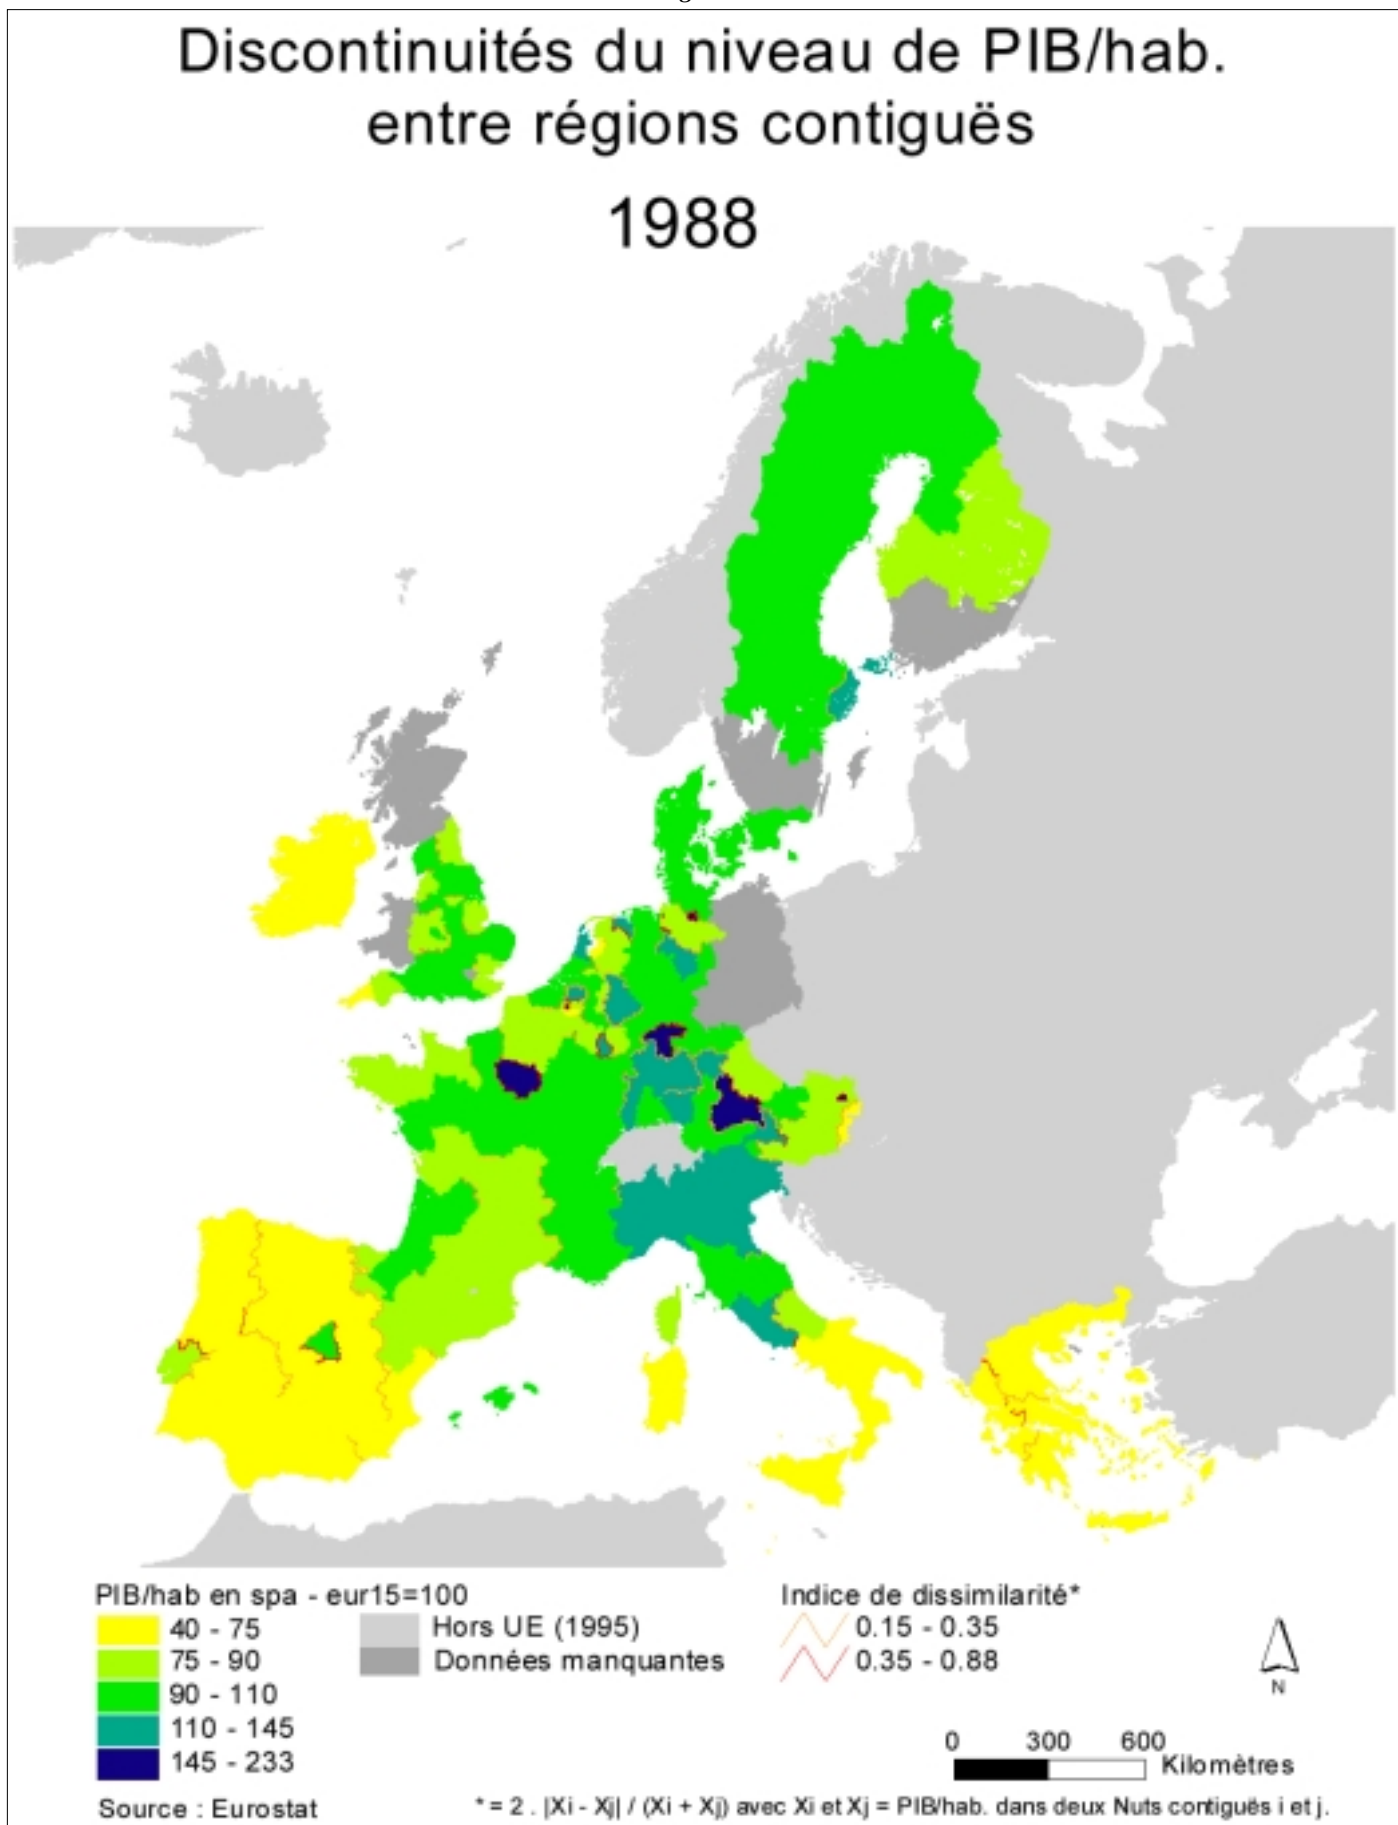 Discontinuités du niveau de PIB/hab.
entre régions contiguës
1988
PIB/hab en spa - eur15=100
40 - 75
75 - 90
90 - 110
110 - 145
145 - 233
Source : Eurostat
Hors UE (1995)
Données manquantes
Indice de dissimilarité*
0.15 - 0.35
0.35 - 0.88
N
0 300 600
Kilomètres
* = 2 . |Xi - Xj| / (Xi + Xj) avec Xi et Xj = PIB/hab. dans deux Nuts contiguës i et j.